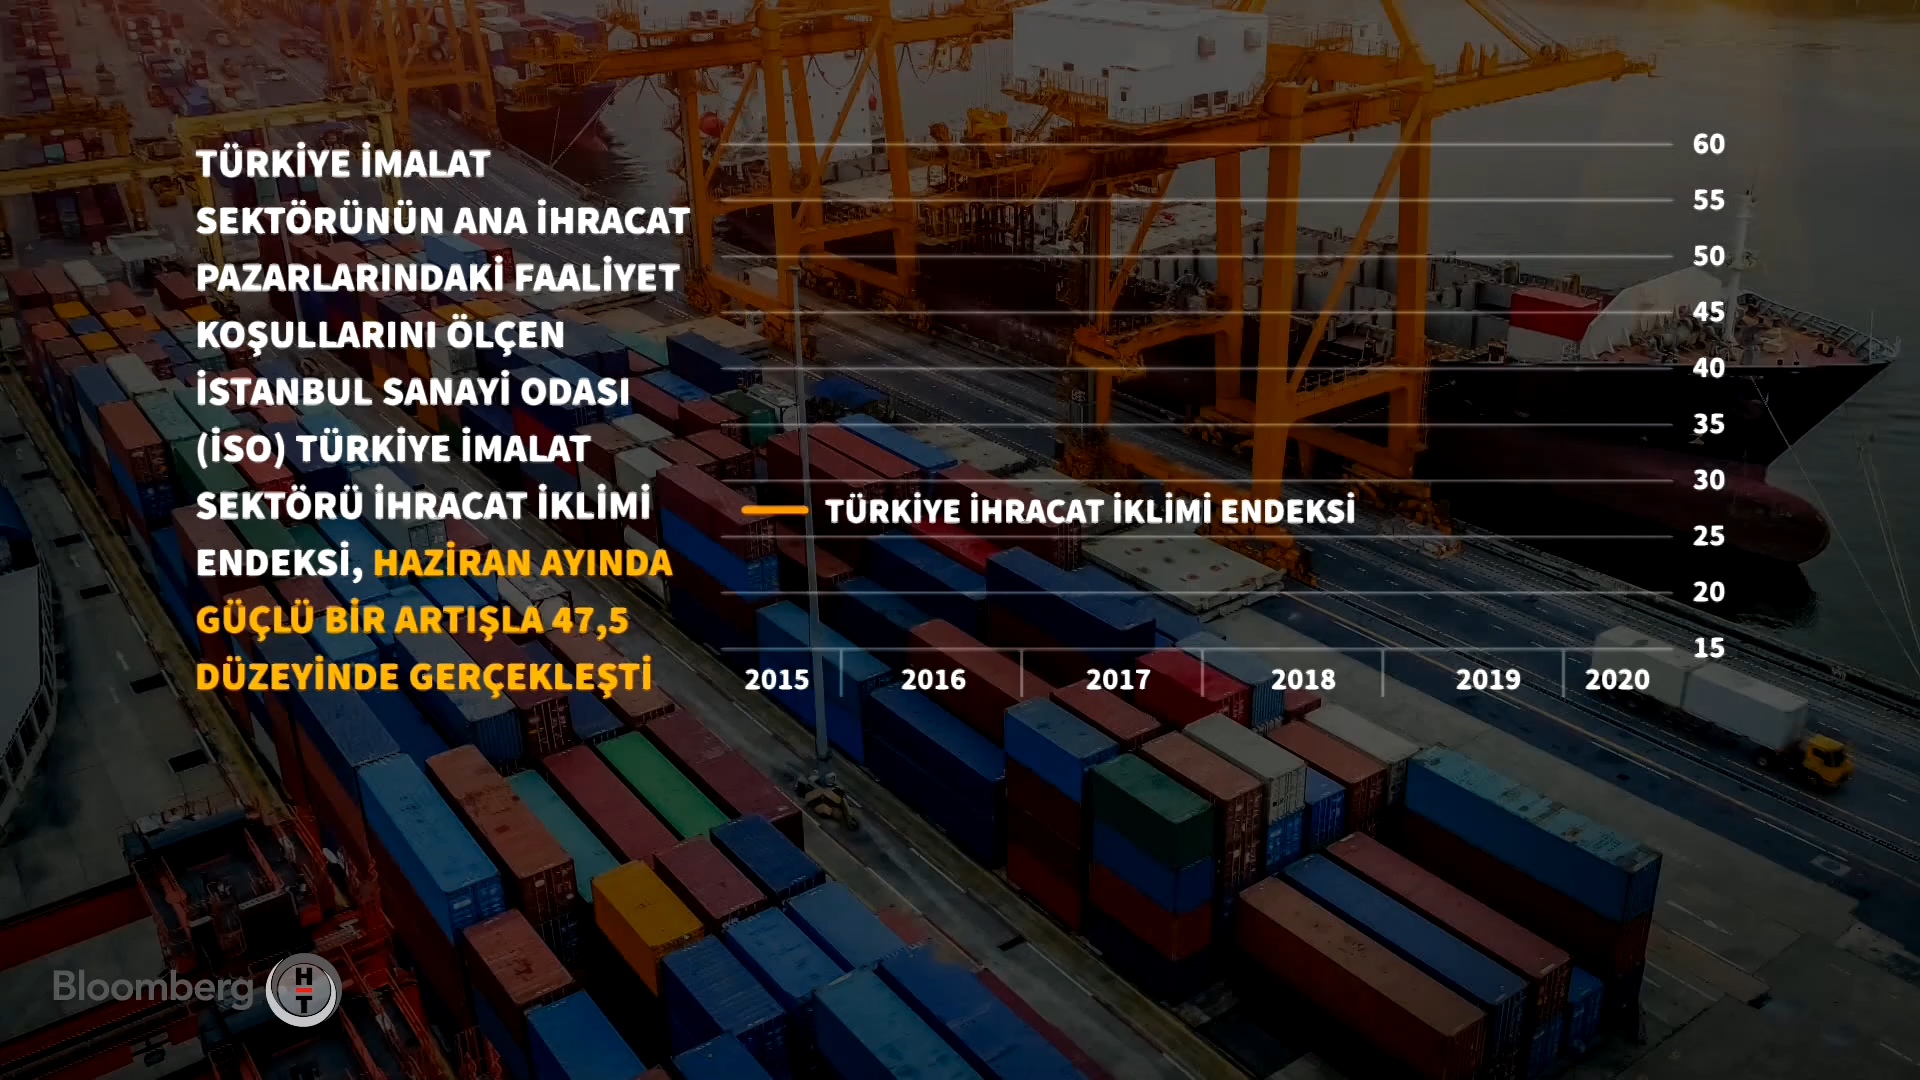 TÜRKİYE İMALAT
SEKTÖRÜNÜN ANA İHRACAT
PAZARLARINDAKİ FAALİYET
KOŞULLARINI ÖLÇEN
İSTANBUL SANAYİ ODASI
(İSO) TÜRKİYE İMALAT
SEKTÖRÜ İHRACAT İKLİMİ
ENDEKSİ, HAZİRAN AYINDA
GÜÇLÜ BİR ARTIŞLA 47,5
DÜZEYİNDE GERÇEKLEŞTİ
60
55
50
45
40
35
30
TÜRKİYE İHRACAT İKLİMİ ENDEKSİ
25
20
15
2015 2016 2017 2018 2019 2020
Bloomberg HT